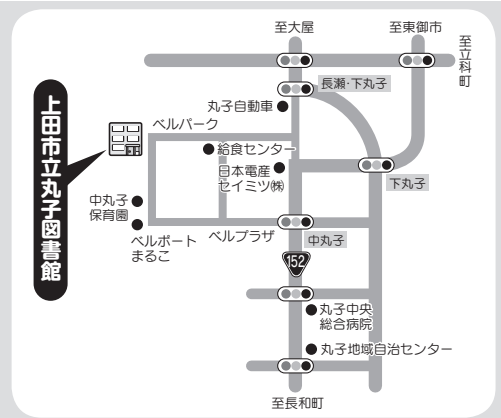 至大屋
至東御市
至立科町
長瀬・下丸子
丸子自動車
ベルパーク
上田市立丸子図書館
給食センター
日本電産
セイミツ㈱
下丸子
中丸子
保育園
ベルプラザ
中丸子
ベルポート
まるこ
152
丸子中央
総合病院
丸子地域自治センター
至長和町